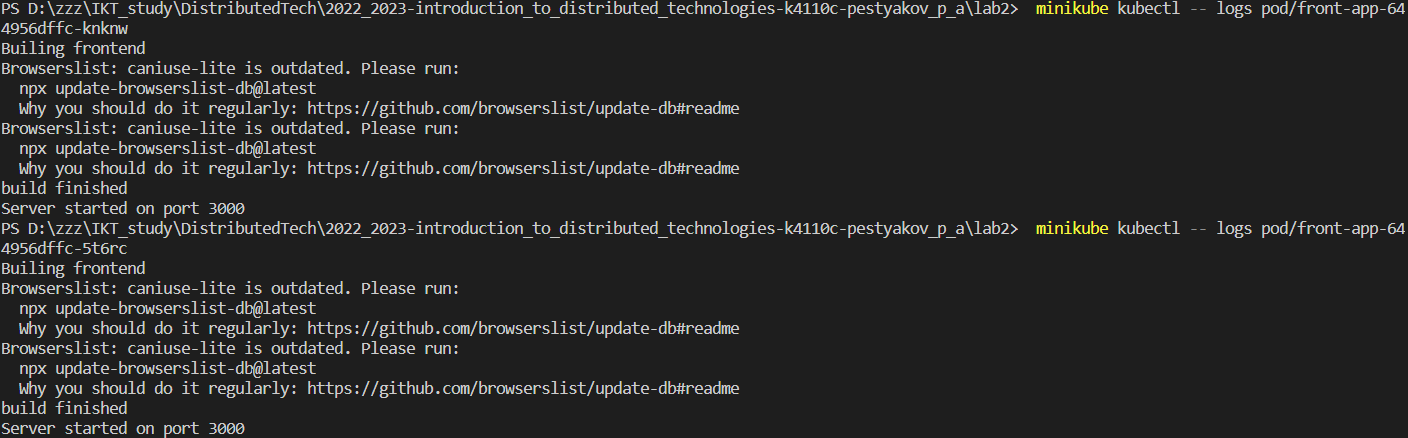 PS D:\zzz\IKT_study\DistributedTech\2022_2023-introduction_to_distributed_technologies-k4110c-pestyakov_p_a\lab2>  minikube kubectl -- logs pod/front-app-64
4956dffc-knknw
Builing frontend
Browserslist: caniuse-lite is outdated. Please run:
  npx update-browserslist-db@latest
  Why you should do it regularly: https://github.com/browserslist/update-db#readme
Browserslist: caniuse-lite is outdated. Please run:
  npx update-browserslist-db@latest
  Why you should do it regularly: https://github.com/browserslist/update-db#readme
build finished
Server started on port 3000
PS D:\zzz\IKT_study\DistributedTech\2022_2023-introduction_to_distributed_technologies-k4110c-pestyakov_p_a\lab2>  minikube kubectl -- logs pod/front-app-64
4956dffc-5t6rc
Builing frontend
Browserslist: caniuse-lite is outdated. Please run:
  npx update-browserslist-db@latest
  Why you should do it regularly: https://github.com/browserslist/update-db#readme
Browserslist: caniuse-lite is outdated. Please run:
  npx update-browserslist-db@latest
  Why you should do it regularly: https://github.com/browserslist/update-db#readme
build finished
Server started on port 3000